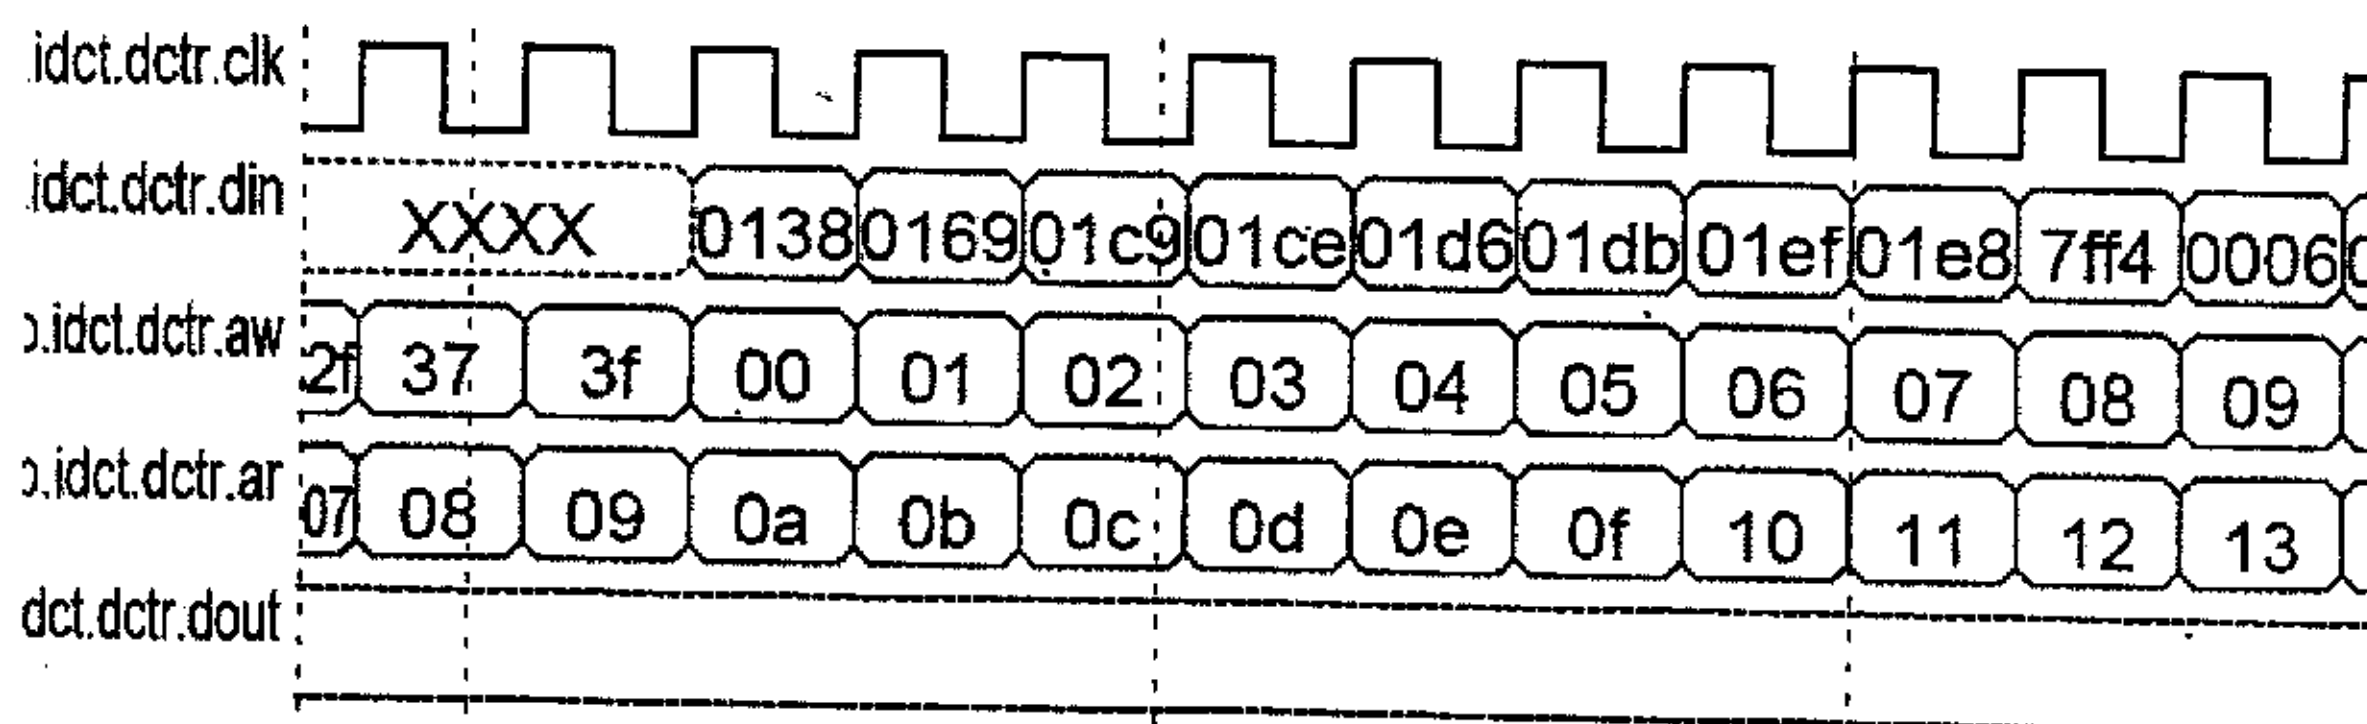 .idct.dctr.clk
.idct.dctr.din XXXX 0138 0169 01c9 01ce 01d6 01db 01ef 01e8 7ff4 0006
.idct.dctr.aw 2f 37 3f 00 01 02 03 04 05 06 07 08 09
.idct.dctr.ar 07 08 09 0a 0b 0c 0d 0e 0f 10 11 12 13
dct.dctr.dout